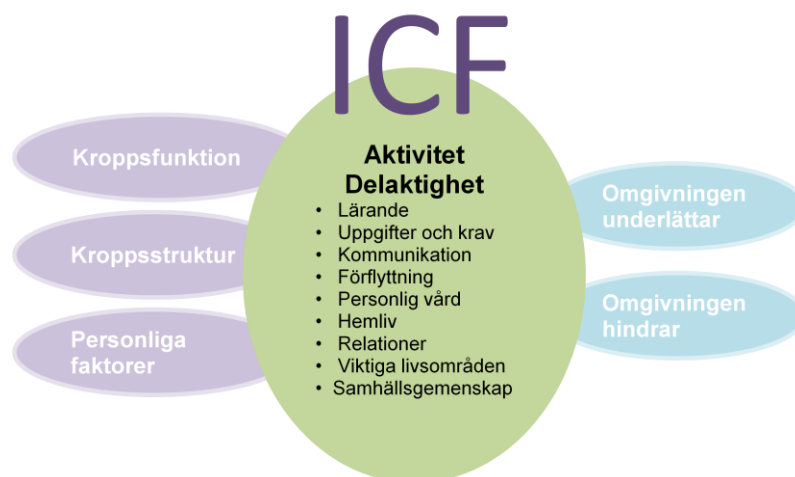 ICF
Kroppsfunktion
Kroppsstruktur
Personliga
faktorer
Aktivitet
Delaktighet
• Lärande
• Uppgifter och krav
• Kommunikation
• Förflyttning
• Personlig vård
• Hemliv
• Relationer
• Viktiga livsområden
• Samhällsgemenskap
Omgivningen
underlättar
Omgivningen
hindrar